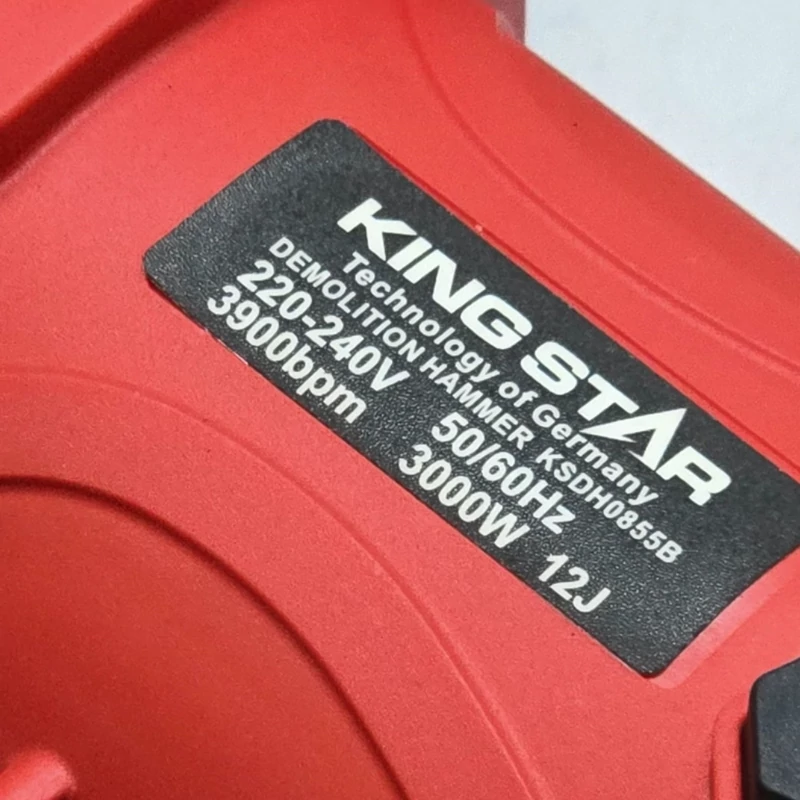 KING STAR
Technology of Germany
DEMOLITION HAMMER KSDH0855B
220-240V 50/60Hz
3900bpm 3000W 12J